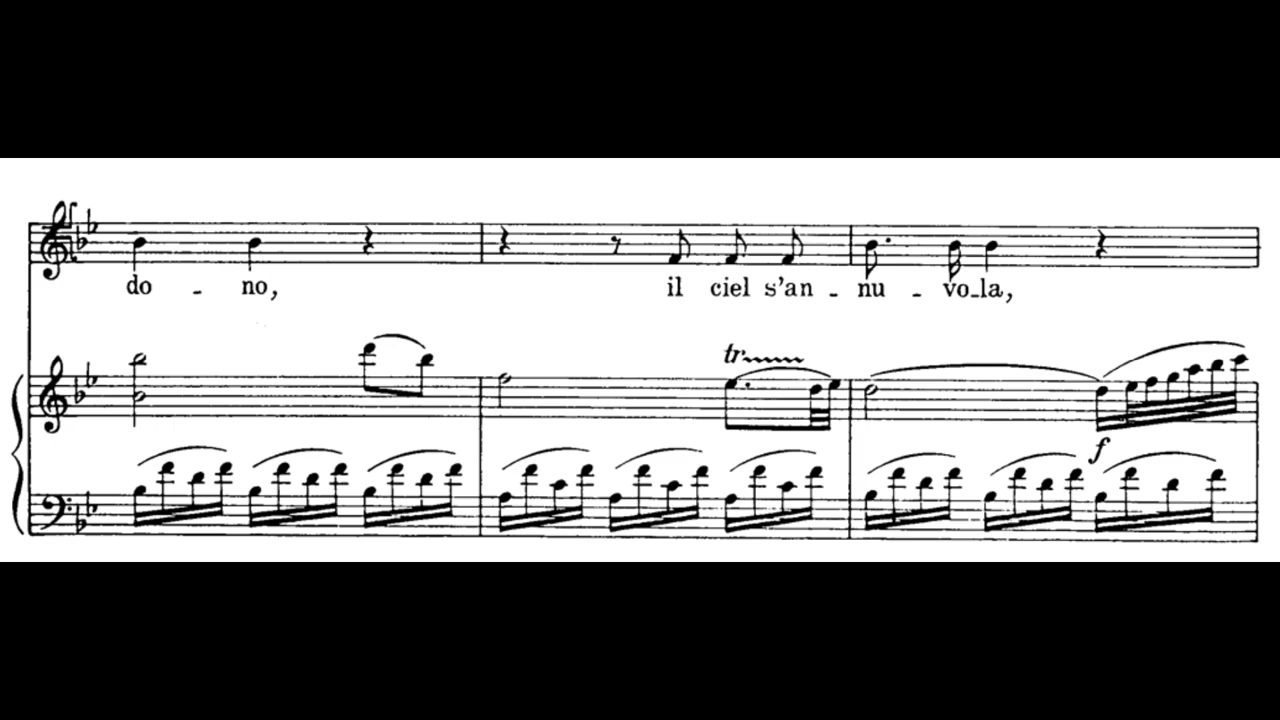 do - no, il ciel s'an - nu - vo-la,
tr
f